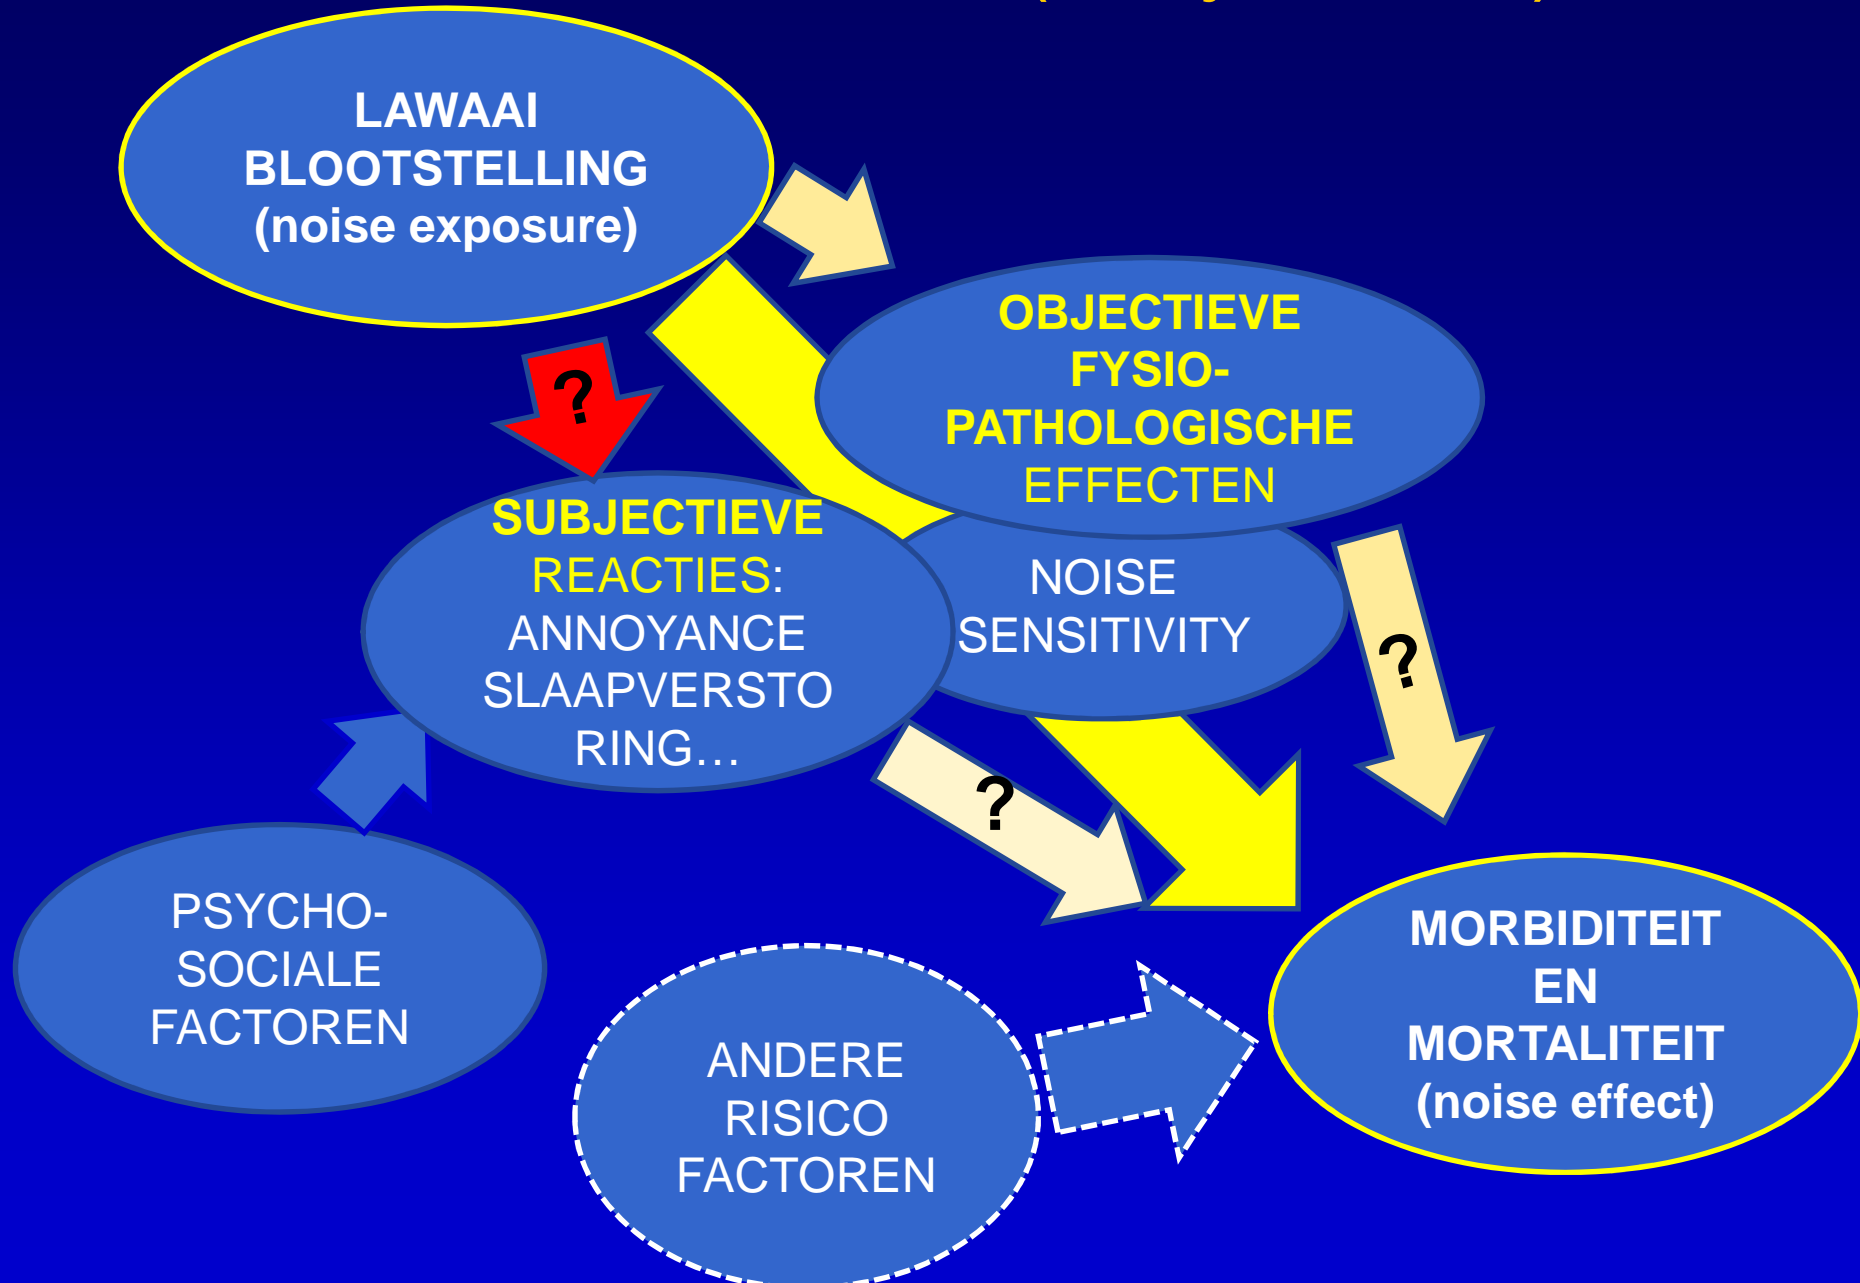 LAWAAI
BLOOTSTELLING
(noise exposure)
OBJECTIEVE
FYSIO-
PATHOLOGISCHE
EFFECTEN
?
SUBJECTIEVE
REACTIES:
ANNOYANCE
SLAAPVERSTO
RING…
NOISE
SENSITIVITY
?
?
PSYCHO-
SOCIALE
FACTOREN
ANDERE
RISICO
FACTOREN
MORBIDITEIT
EN
MORTALITEIT
(noise effect)